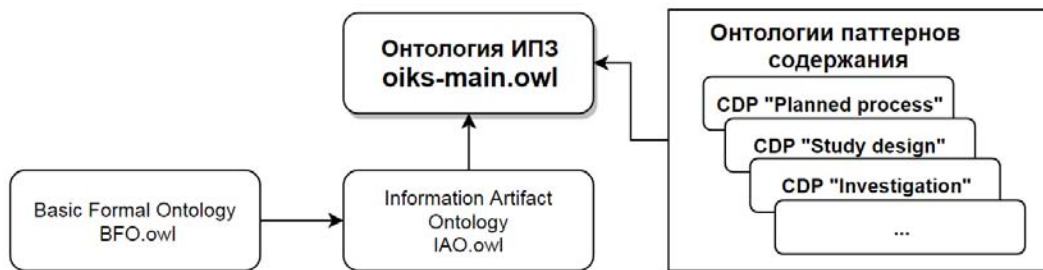 Онтология ИПЗ
oiks-main.owl
Онтологии паттернов
содержания
CDP "Planned process"
CDP "Study design"
CDP "Investigation"
...
Basic Formal Ontology
BFO.owl
Information Artifact
Ontology
IAO.owl